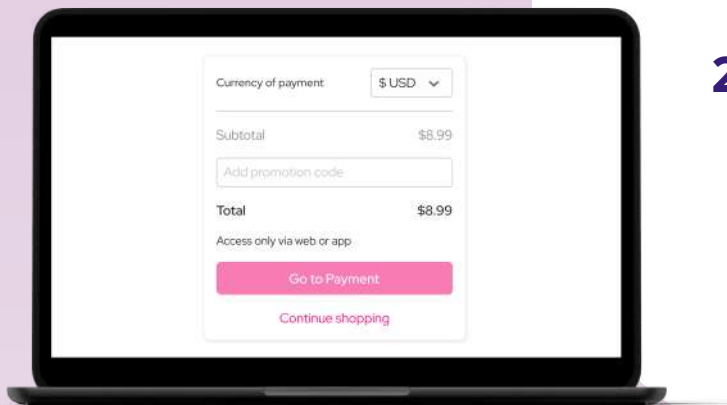 Currency of payment $ USD
Subtotal $8.99
Add promotion code
Total $8.99
Access only via web or app
Go to Payment
Continue shopping
2